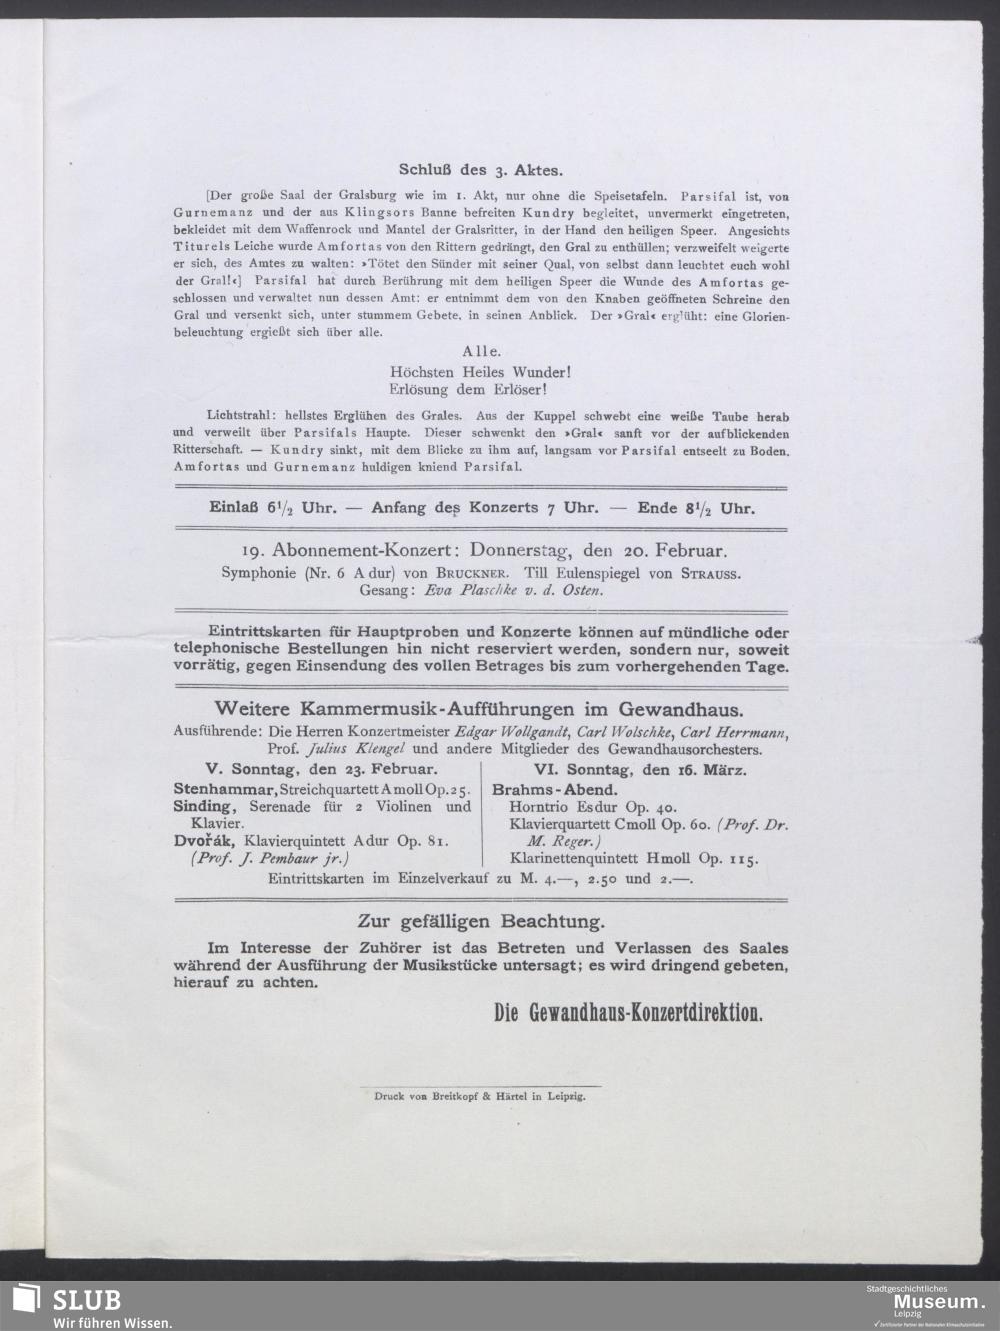 Schluß des 3. Aktes.
[Der große Saal der Gralsburg wie im 1. Akt, nur ohne die Speisetafeln. Parsifal ist, von
Gurnemanz und der aus Klingsors Banne befreiten Kundry begleitet, unvermerkt eingetreten,
bekleidet mit dem Waffenrock und Mantel der Gralsritter, in der Hand den heiligen Speer. Angesichts
Titurels Leiche wurde Amfortas von den Rittern gedrängt, den Gral zu enthüllen; verzweifelt weigerte
er sich, des Amtes zu walten: »Tötet den Sünder mit seiner Qual, von selbst dann leuchtet euch wohl
der Gral!«] Parsifal hat durch Berührung mit dem heiligen Speer die Wunde des Amfortas ge-
schlossen und verwaltet nun dessen Amt: er entnimmt dem von den Knaben geöffneten Schreine den
Gral und versenkt sich, unter stummem Gebete, in seinen Anblick. Der »Gral« erglüht: eine Glorien-
beleuchtung ergießt sich über alle.
Alle.
Höchsten Heiles Wunder!
Erlösung dem Erlöser!
Lichtstrahl: hellstes Erglühen des Grales. Aus der Kuppel schwebt eine weiße Taube herab
und verweilt über Parsifals Haupte. Dieser schwenkt den »Gral« sanft vor der aufblickenden
Ritterschaft. — Kundry sinkt, mit dem Blicke zu ihm auf, langsam vor Parsifal entseelt zu Boden.
Amfortas und Gurnemanz huldigen kniend Parsifal.
Einlaß 6½ Uhr. — Anfang des Konzerts 7 Uhr. — Ende 8½ Uhr.
19. Abonnement-Konzert: Donnerstag, den 20. Februar.
Symphonie (Nr. 6 A dur) von BRUCKNER. Till Eulenspiegel von STRAUSS.
Gesang: Eva Plaschke v. d. Osten.
Eintrittskarten für Hauptproben und Konzerte können auf mündliche oder
telephonische Bestellungen hin nicht reserviert werden, sondern nur, soweit
vorrätig, gegen Einsendung des vollen Betrages bis zum vorhergehenden Tage.
Weitere Kammermusik-Aufführungen im Gewandhaus.
Ausführende: Die Herren Konzertmeister Edgar Wollgandt, Carl Wolschke, Carl Herrmann,
Prof. Julius Klengel und andere Mitglieder des Gewandhausorchesters.
V. Sonntag, den 23. Februar.
Stenhammar, Streichquartett A moll Op. 25.
Sinding, Serenade für 2 Violinen und
Klavier.
Dvořák, Klavierquintett A dur Op. 81.
(Prof. J. Pembaur jr.)
VI. Sonntag, den 16. März.
Brahms-Abend.
Horntrio Es dur Op. 40.
Klavierquartett C moll Op. 60. (Prof. Dr.
M. Reger.)
Klarinettenquintett H moll Op. 115.
Eintrittskarten im Einzelverkauf zu M. 4.—, 2.50 und 2.—.
Zur gefälligen Beachtung.
Im Interesse der Zuhörer ist das Betreten und Verlassen des Saales
während der Ausführung der Musikstücke untersagt; es wird dringend gebeten,
hierauf zu achten.
Die Gewandhaus-Konzertdirektion.
Druck von Breitkopf & Härtel in Leipzig.
SLUB
Wir führen Wissen.
Stadtgeschichtliches
Museum.
Leipzig
Zertifizierter Partner der Nationalen Klimaschutzinitiative